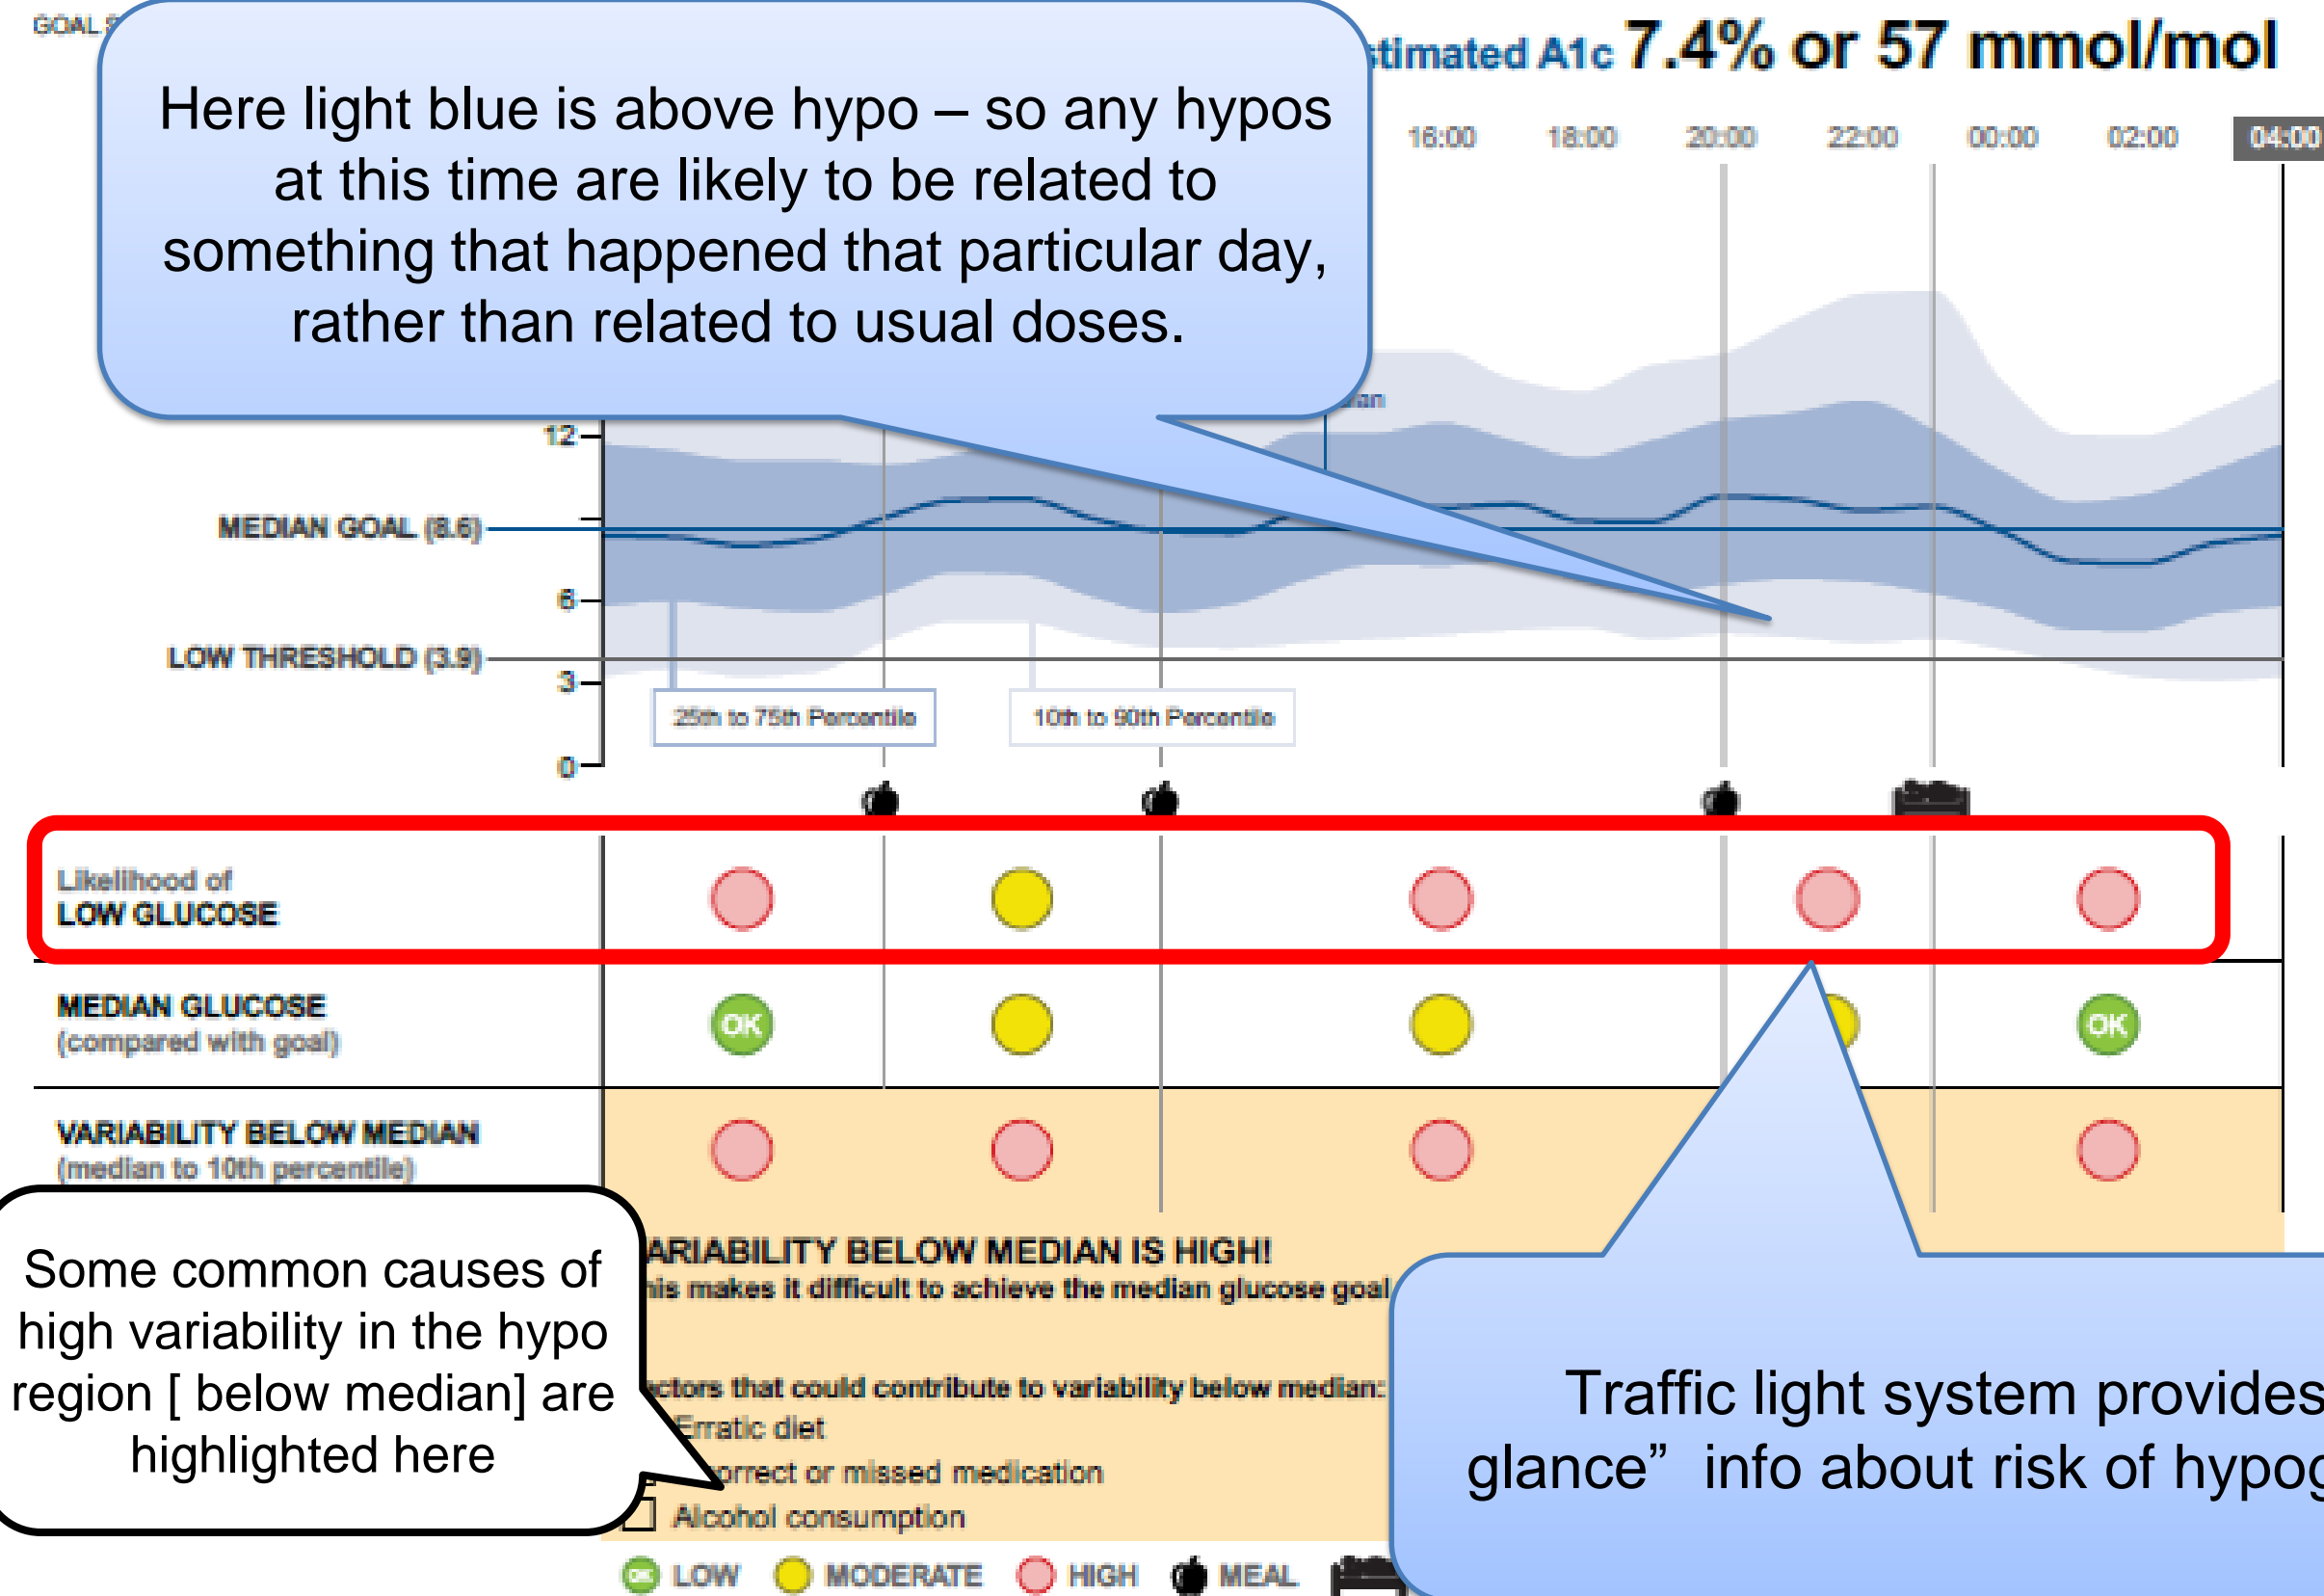 GOAL
Here light blue is above hypo – so any hypos
at this time are likely to be related to
something that happened that particular day,
rather than related to usual doses.
stimated A1c 7.4% or 57 mmol/mol
16:00 18:00 20:00 22:00 00:00 02:00 04:00
12
MEDIAN GOAL (8.6)
6
LOW THRESHOLD (3.9)
3
25th to 75th Percentile
10th to 90th Percentile
0
Likelihood of
LOW GLUCOSE
MEDIAN GLUCOSE
(compared with goal)
OK
OK
VARIABILITY BELOW MEDIAN
(median to 10th percentile)
Some common causes of
high variability in the hypo
region [ below median] are
highlighted here
ARIABILITY BELOW MEDIAN IS HIGH!
his makes it difficult to achieve the median glucose goal
ctors that could contribute to variability below median:
Erratic diet
orrect or missed medication
Alcohol consumption
Traffic light system provides
glance” info about risk of hypog
OK LOW MODERATE HIGH MEAL